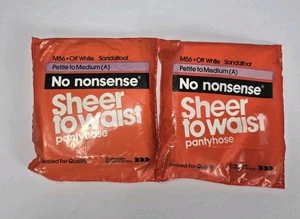 M56 • Off White Sandalfoot
Petite to Medium (A)
No nonsense®
Sheer
to waist
pantyhose
Sealed For Quality
M56 • Off White Sandalfoot
Petite to Medium (A)
No nonsense®
Sheer
to waist
pantyhose
Sealed For Quality